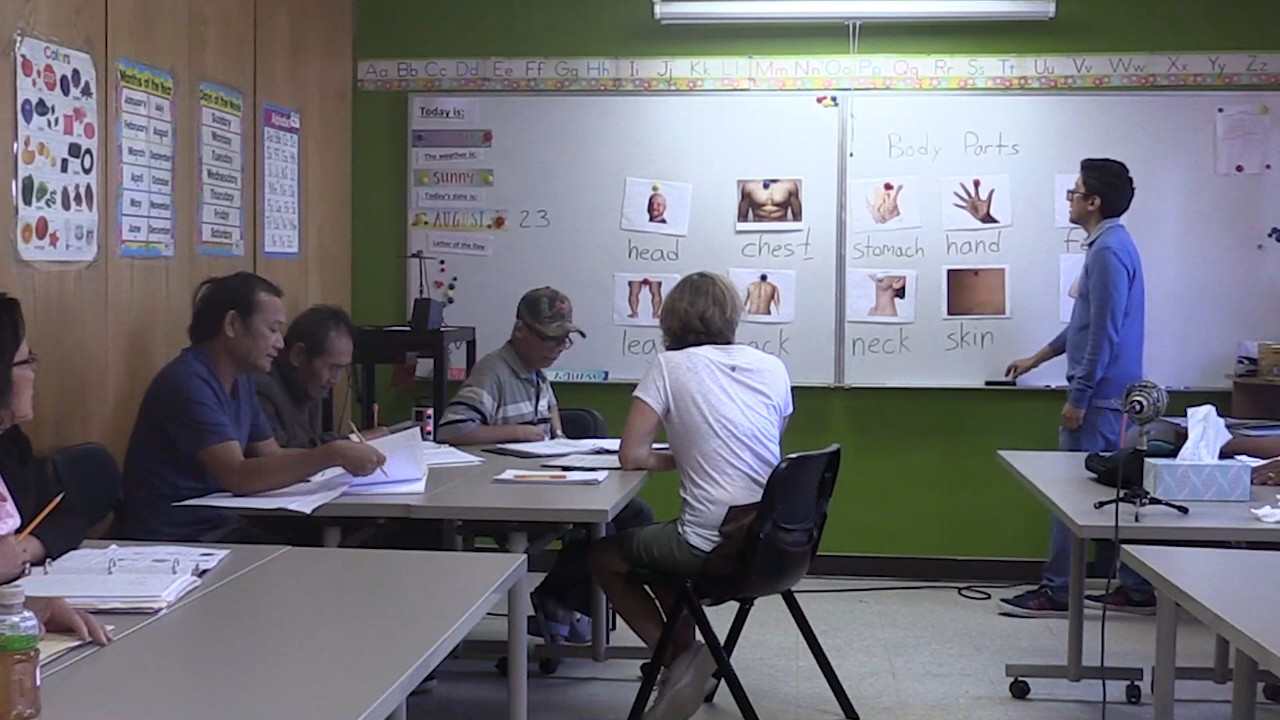 Colors
Months of the Year
January July
February August
March September
April October
May November
June December
Days of the Week
Sunday
Monday
Tuesday
Wednesday
Thursday
Friday
Saturday
Alphabet
Aa Bb Cc Dd Ee Ff Gg Hh Ii Jj Kk Ll Mm Nn Oo Pp Qq Rr Ss Tt Uu Vv Ww Xx Yy Zz
Today is:
The weather is:
sunny
Today's date is:
AUGUST 23
Letter of the Day
Body Parts
head chest stomach hand
neck skin